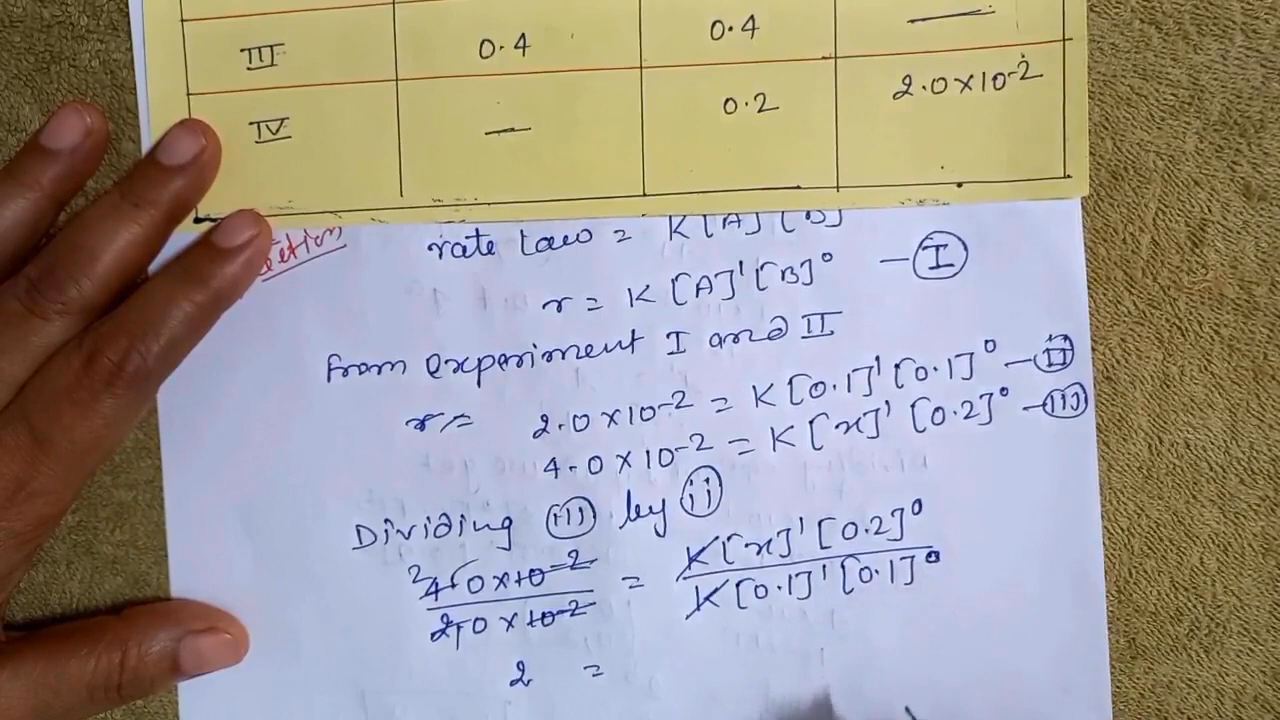 III 0.4 0.4 —
IV — 0.2 2.0×10⁻²
rate law = K[A] [B]
r = K [A]¹ [B]⁰ — I
from experiment I and II
r = 2.0×10⁻² = K[0.1]¹ [0.1]⁰ — ii
4.0×10⁻² = K[x]¹ [0.2]⁰ — iii
Dividing iii by ii
2 4.0×10⁻² / 2.0×10⁻² = K[x]¹ [0.2]⁰ / K[0.1]¹ [0.1]⁰
2 =